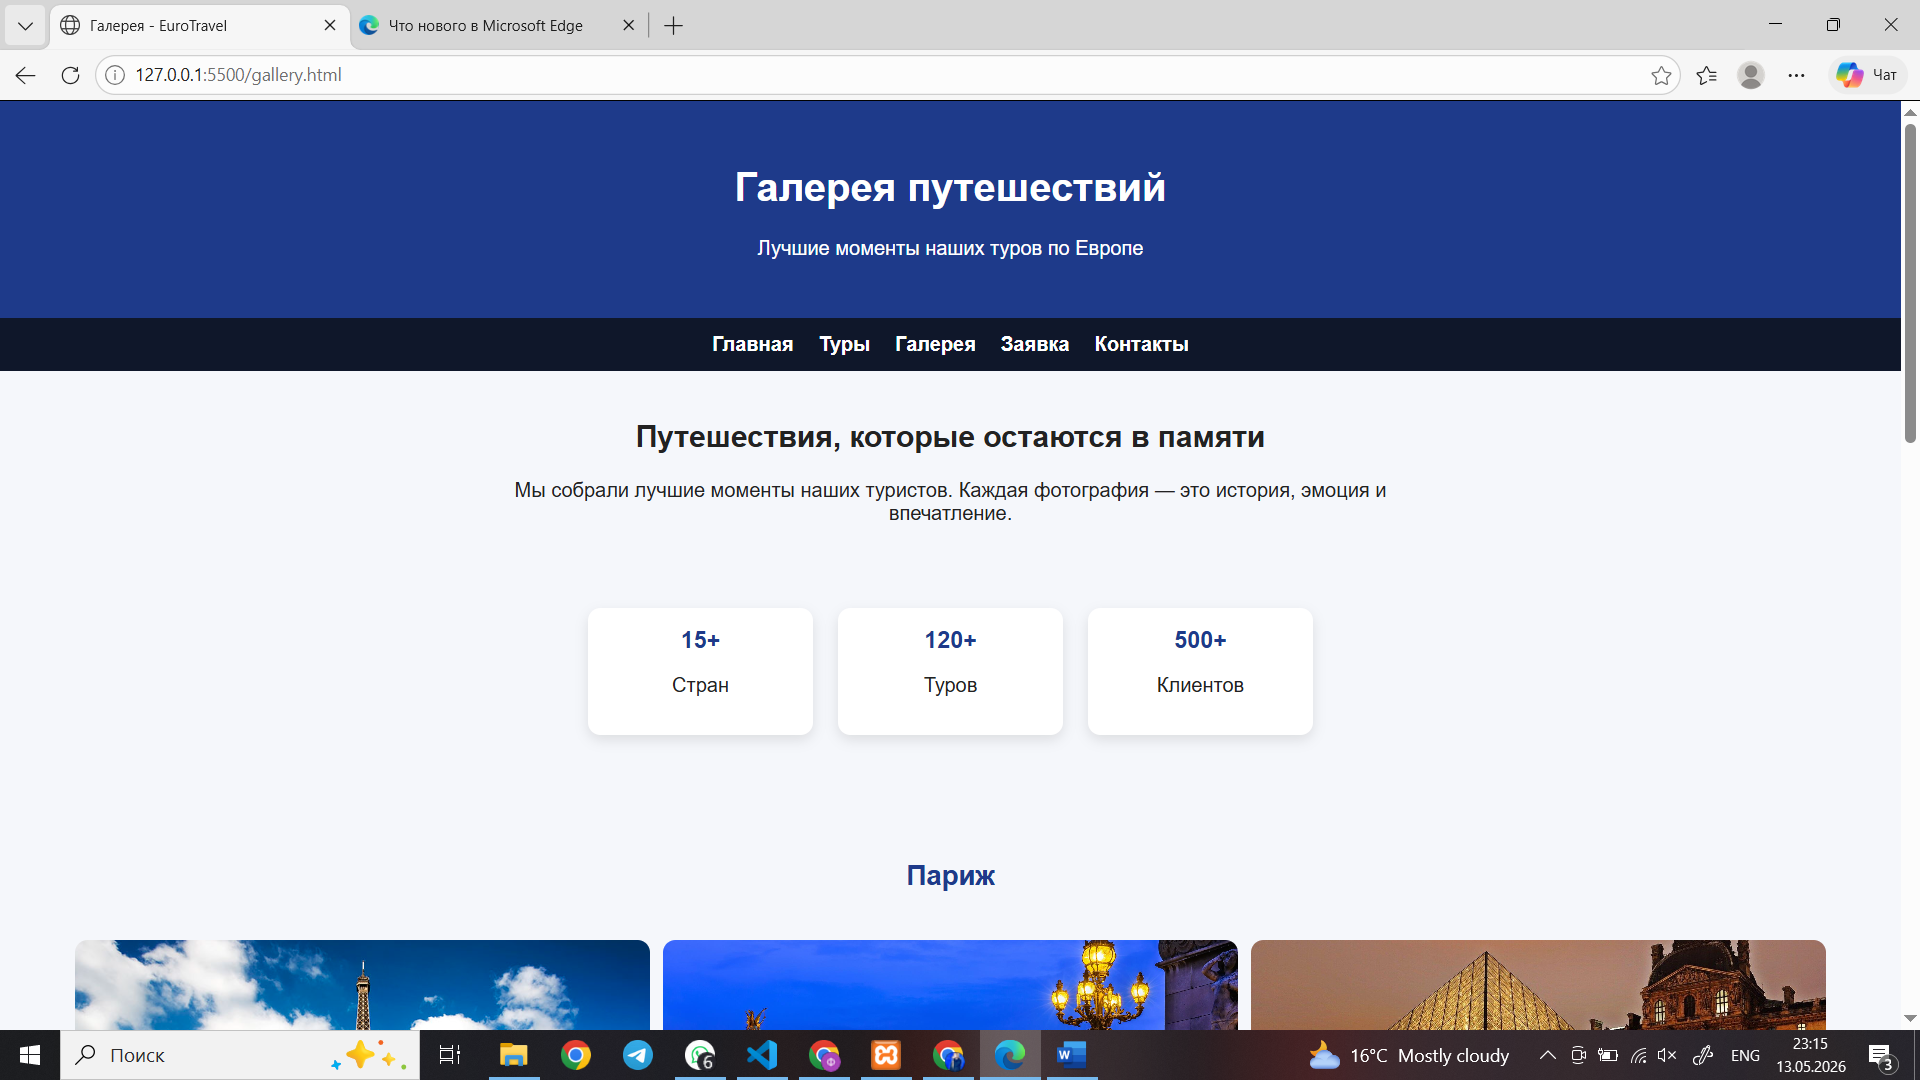 Галерея - EuroTravel
Что нового в Microsoft Edge
127.0.0.1:5500/gallery.html
Чат
Галерея путешествий
Лучшие моменты наших туров по Европе
Главная Туры Галерея Заявка Контакты
Путешествия, которые остаются в памяти
Мы собрали лучшие моменты наших туристов. Каждая фотография — это история, эмоция и
впечатление.
15+
Стран
120+
Туров
500+
Клиентов
Париж
Поиск
6
16°C Mostly cloudy
ENG
23:15
13.05.2026
3